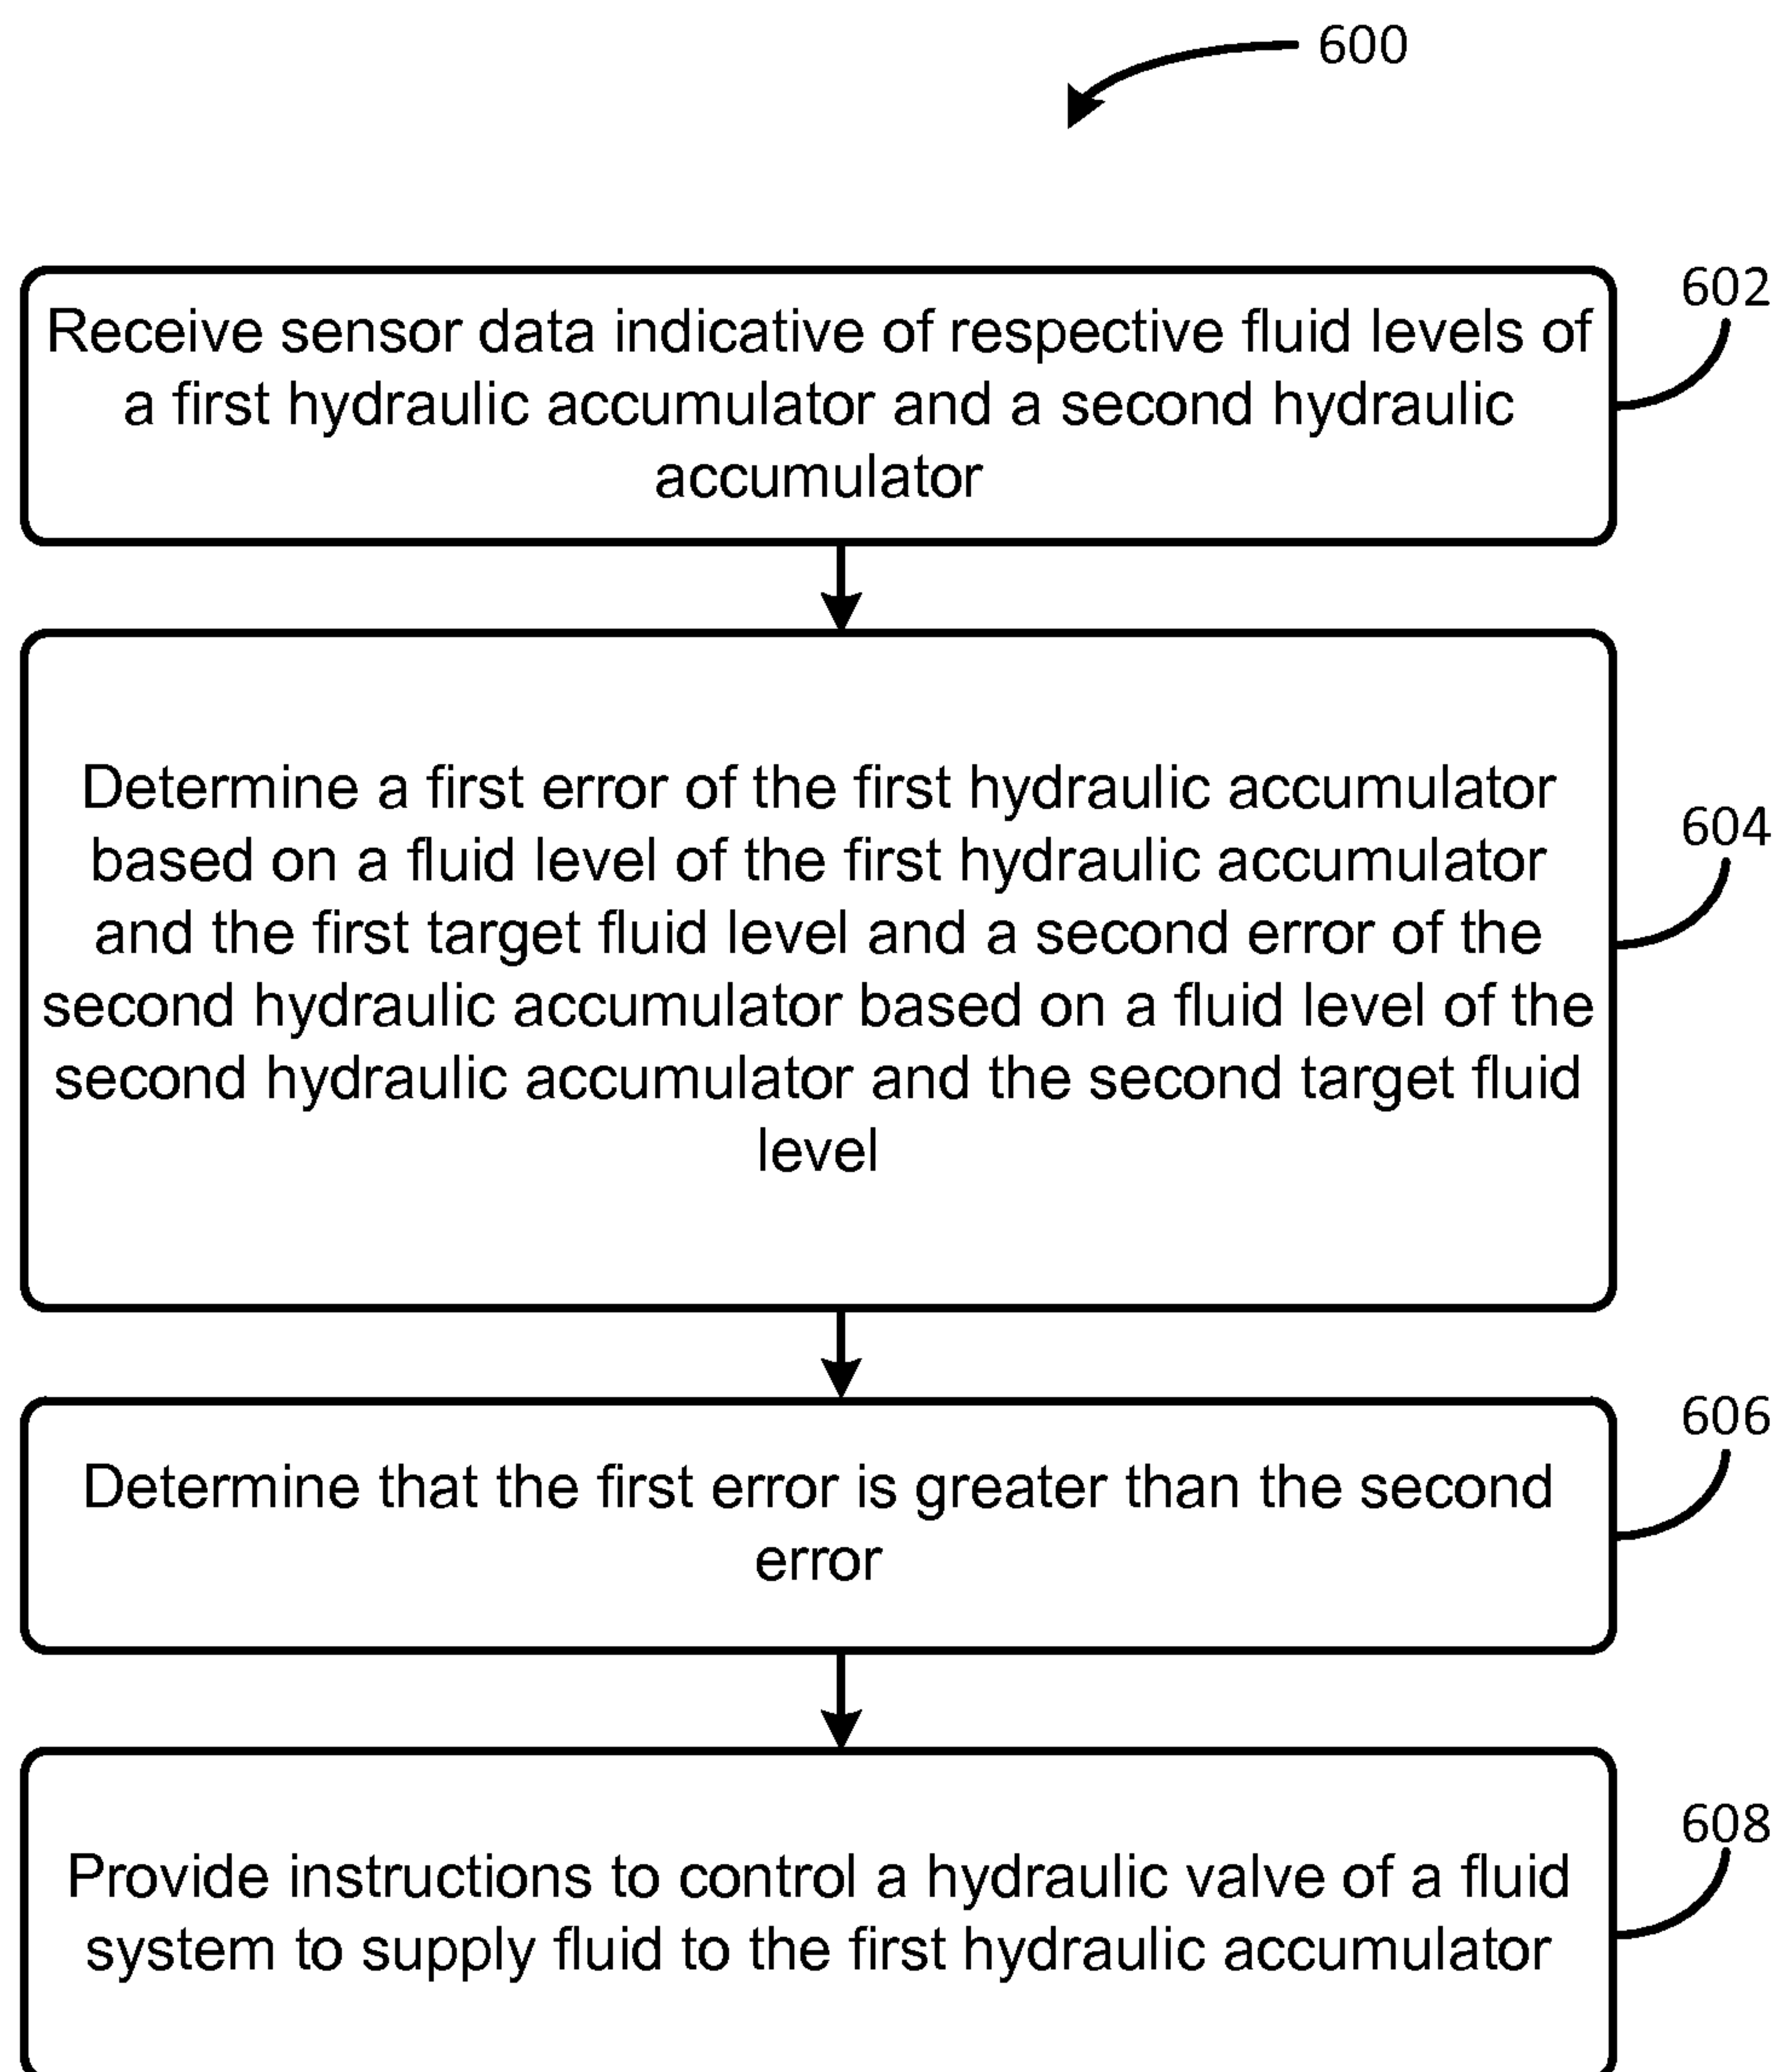 600
602
Receive sensor data indicative of respective fluid levels of
a first hydraulic accumulator and a second hydraulic
accumulator
604
Determine a first error of the first hydraulic accumulator
based on a fluid level of the first hydraulic accumulator
and the first target fluid level and a second error of the
second hydraulic accumulator based on a fluid level of the
second hydraulic accumulator and the second target fluid
level
606
Determine that the first error is greater than the second
error
608
Provide instructions to control a hydraulic valve of a fluid
system to supply fluid to the first hydraulic accumulator